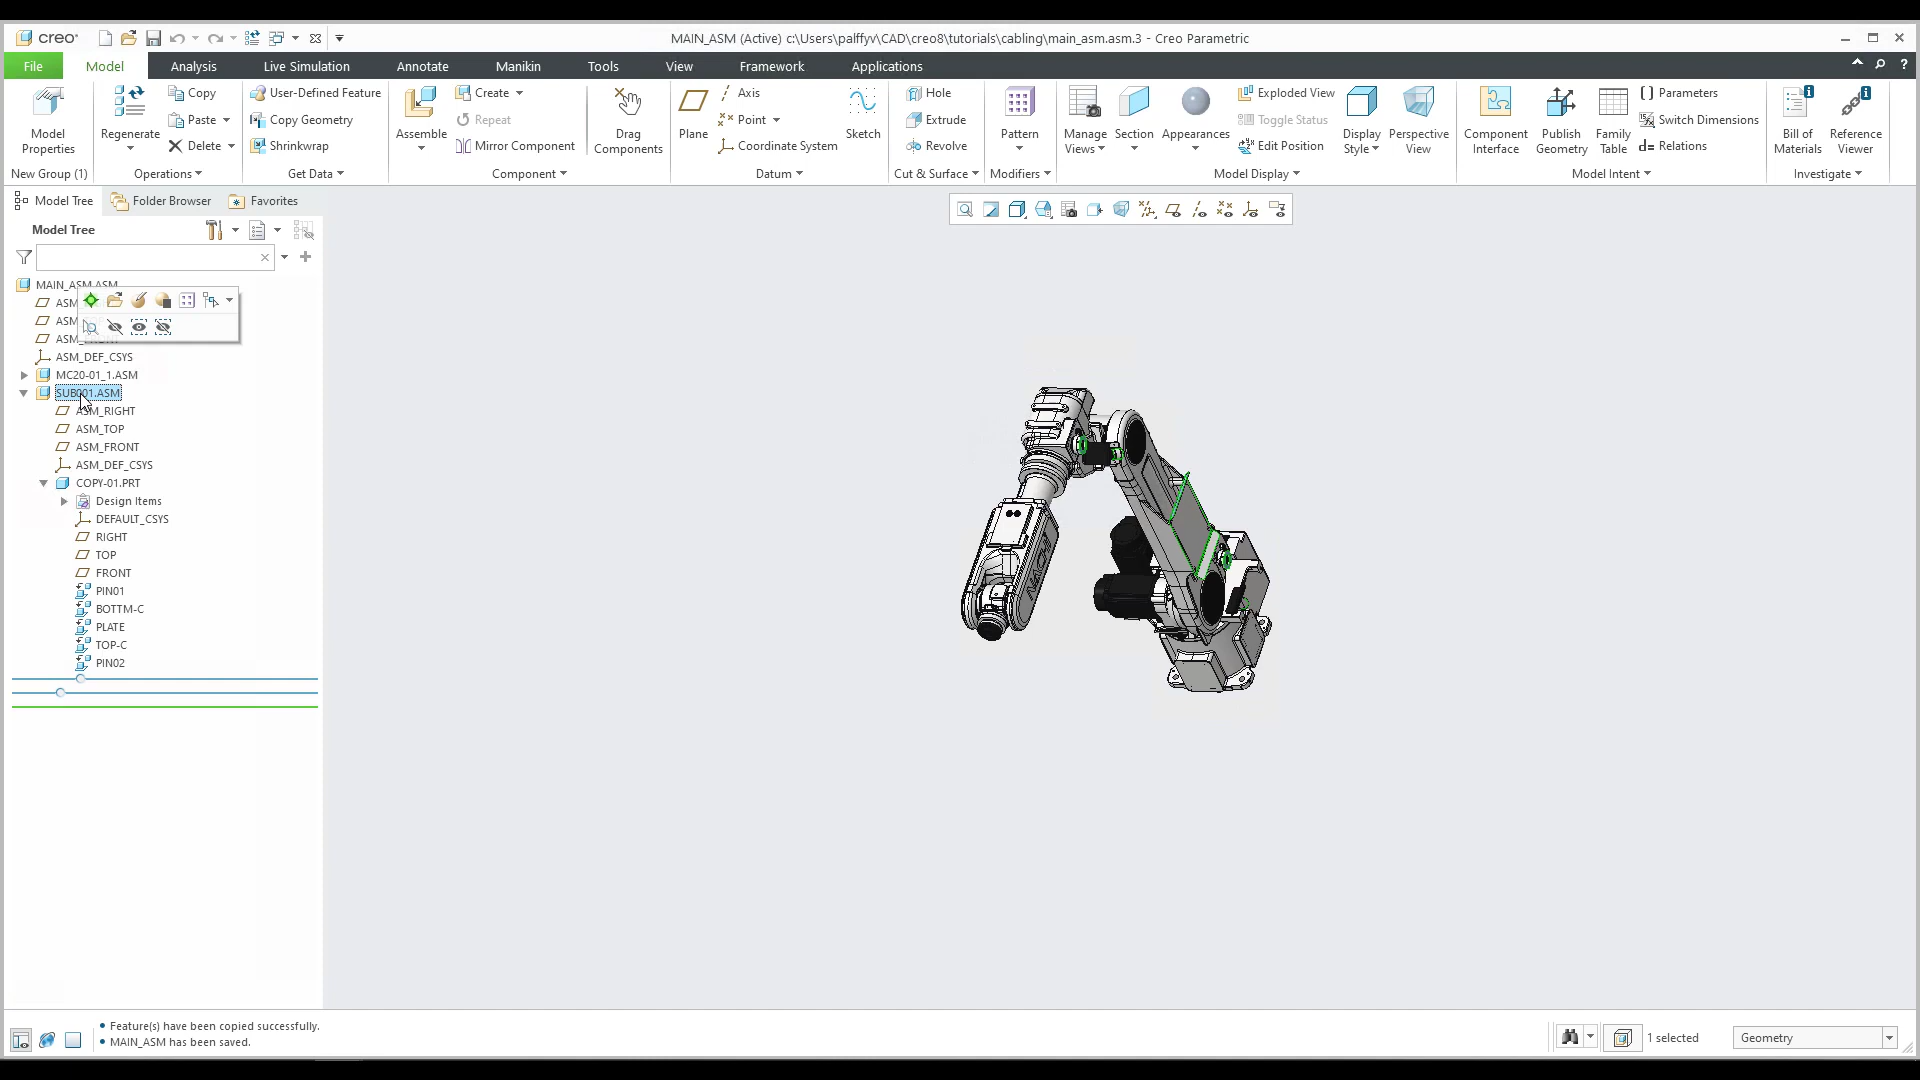 creo®
MAIN_ASM (Active) c:\Users\palffyv\CAD\creo8\tutorials\cabling\main_asm.asm.3 - Creo Parametric
File Model Analysis Live Simulation Annotate Manikin Tools View Framework Applications
Model Properties
Regenerate
Copy
Paste
Delete
User-Defined Feature
Copy Geometry
Shrinkwrap
Assemble
Create
Repeat
Mirror Component
Drag Components
Plane
Axis
Point
Coordinate System
Sketch
Hole
Extrude
Revolve
Pattern
Manage Views
Section
Appearances
Exploded View
Toggle Status
Edit Position
Display Style
Perspective View
Component Interface
Publish Geometry
Family Table
Parameters
Switch Dimensions
d= Relations
Bill of Materials
Reference Viewer
New Group (1) Operations Get Data Component Datum Cut & Surface Modifiers Model Display Model Intent Investigate
Model Tree Folder Browser Favorites
Model Tree
MAIN_ASM.ASM
ASM
ASM
ASM_FRONT
ASM_DEF_CSYS
MC20-01_1.ASM
SUB001.ASM
ASM_RIGHT
ASM_TOP
ASM_FRONT
ASM_DEF_CSYS
COPY-01.PRT
Design Items
DEFAULT_CSYS
RIGHT
TOP
FRONT
PIN01
BOTTM-C
PLATE
TOP-C
PIN02
NACHI
• Feature(s) have been copied successfully.
• MAIN_ASM has been saved.
1 selected
Geometry